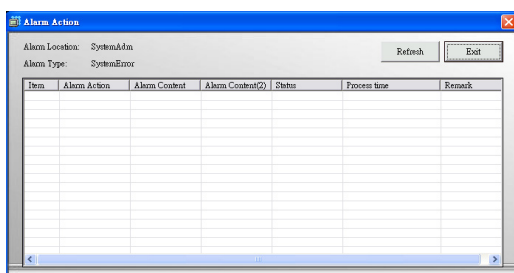 Alarm Action
Alarm Location: SystemAdm
Refresh Exit
Alarm Type: SystemError
Item Alarm Action Alarm Content Alarm Content(2) Status Process time Remark